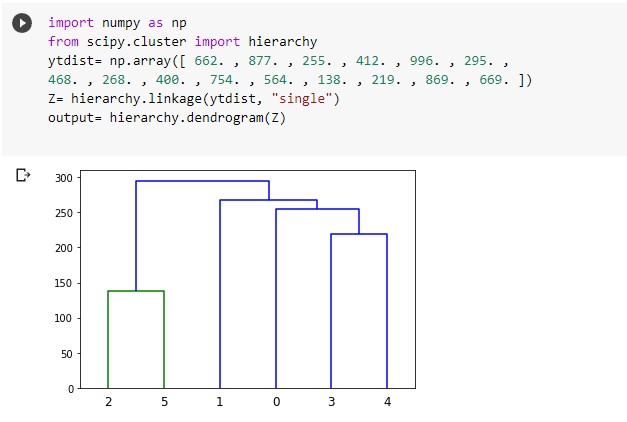 import numpy as np
from scipy.cluster import hierarchy
ytdist= np.array([ 662. , 877. , 255. , 412. , 996. , 295. ,
468. , 268. , 400. , 754. , 564. , 138. , 219. , 869. , 669. ])
Z= hierarchy.linkage(ytdist, "single")
output= hierarchy.dendrogram(Z)
300
250
200
150
100
50
0
2 5 1 0 3 4